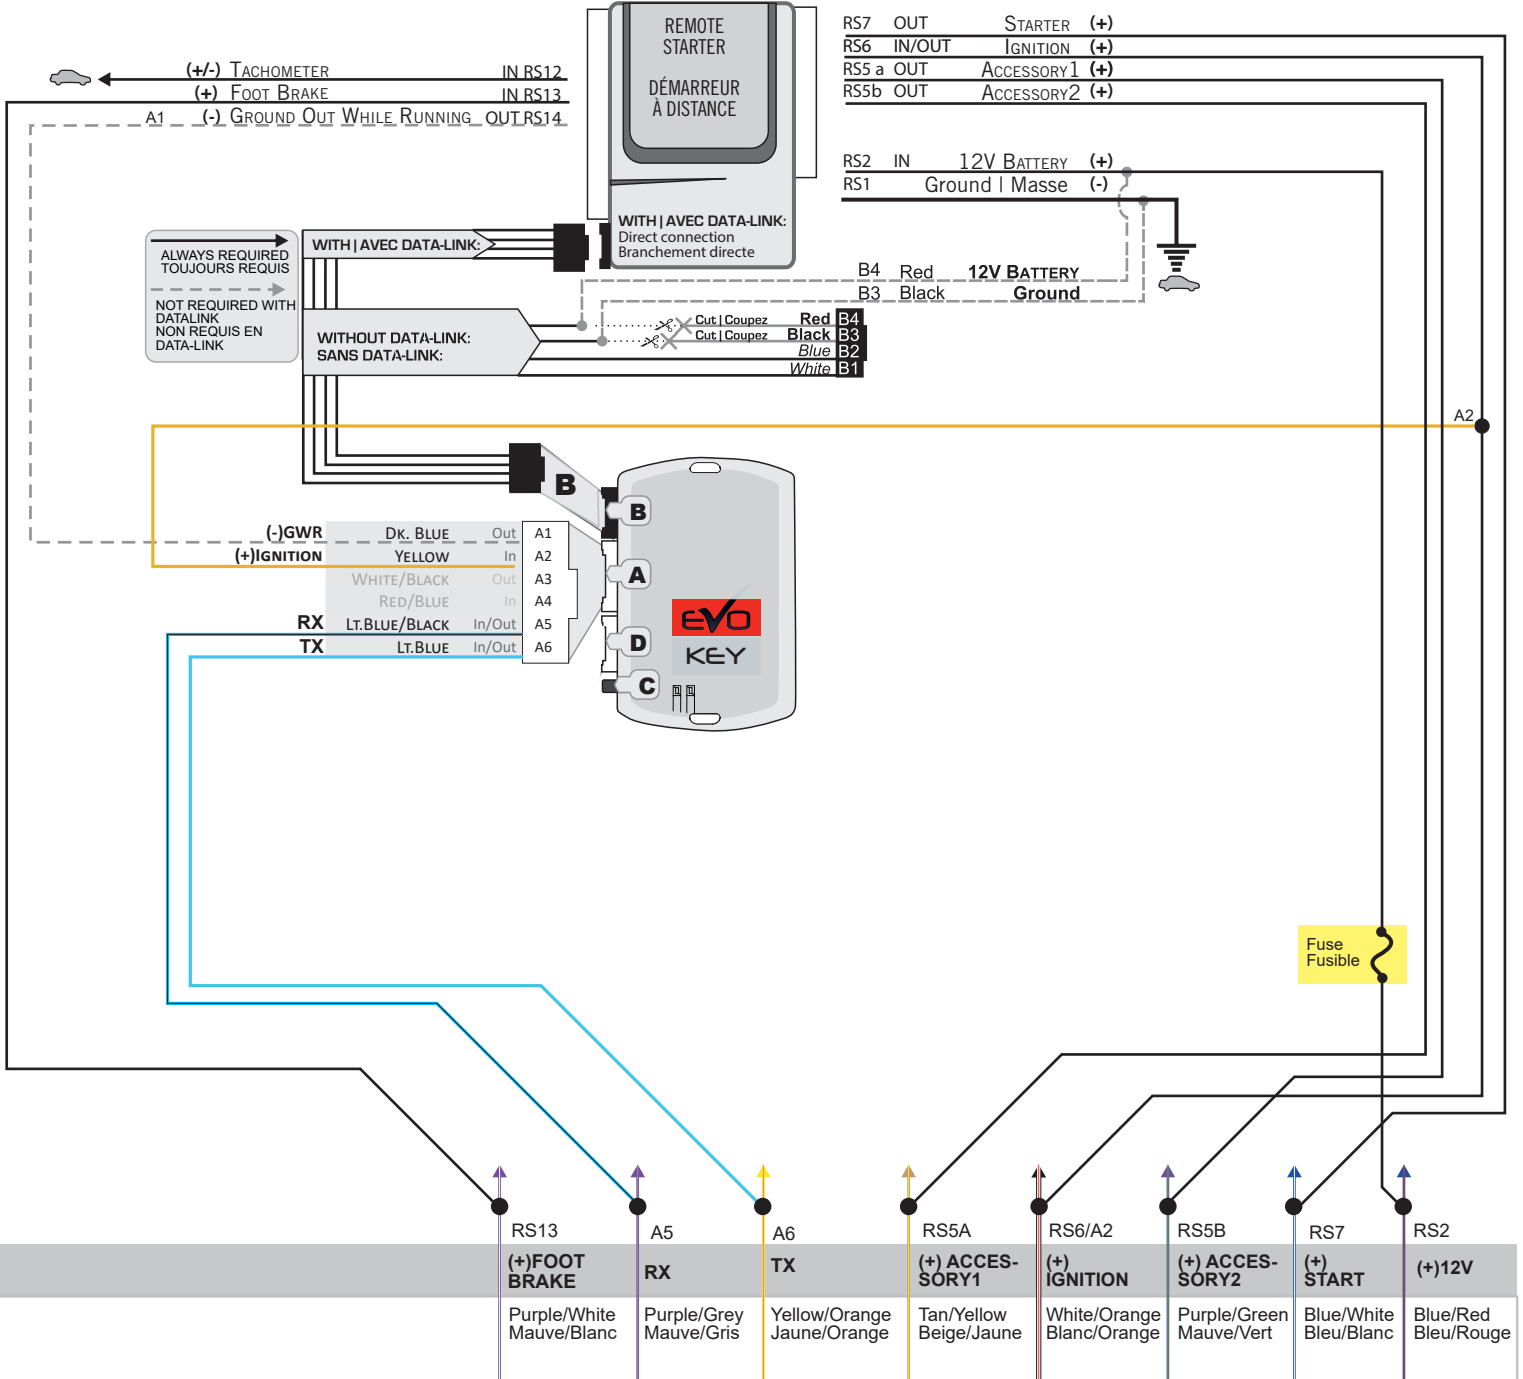 REMOTE
STARTER
DÉMARREUR
À DISTANCE
(+/-) TACHOMETER IN RS12
(+) FOOT BRAKE IN RS13
A1 (-) GROUND OUT WHILE RUNNING OUT RS14
RS7 OUT STARTER (+)
RS6 IN/OUT IGNITION (+)
RS5 a OUT ACCESSORY1 (+)
RS5b OUT ACCESSORY2 (+)
RS2 IN 12V BATTERY (+)
RS1 Ground | Masse (-)
WITH | AVEC DATA-LINK:
Direct connection
Branchement directe
WITH | AVEC DATA-LINK:
ALWAYS REQUIRED
TOUJOURS REQUIS
NOT REQUIRED WITH
DATALINK
NON REQUIS EN
DATA-LINK
B4 Red 12V BATTERY
B3 Black Ground
WITHOUT DATA-LINK:
SANS DATA-LINK:
Cut | Coupez Red B4
Cut | Coupez Black B3
Blue B2
White B1
A2
B
B
A
D
C
EVO
KEY
(-)GWR DK. BLUE Out A1
(+)IGNITION YELLOW In A2
WHITE/BLACK Out A3
RED/BLUE In A4
RX LT.BLUE/BLACK In/Out A5
TX LT.BLUE In/Out A6
Fuse
Fusible
RS13 A5 A6 RS5A RS6/A2 RS5B RS7 RS2
(+)FOOT
BRAKE
RX
TX
(+) ACCES-
SORY1
(+)
IGNITION
(+) ACCES-
SORY2
(+)
START
(+)12V
Purple/White
Mauve/Blanc
Purple/Grey
Mauve/Gris
Yellow/Orange
Jaune/Orange
Tan/Yellow
Beige/Jaune
White/Orange
Blanc/Orange
Purple/Green
Mauve/Vert
Blue/White
Bleu/Blanc
Blue/Red
Bleu/Rouge